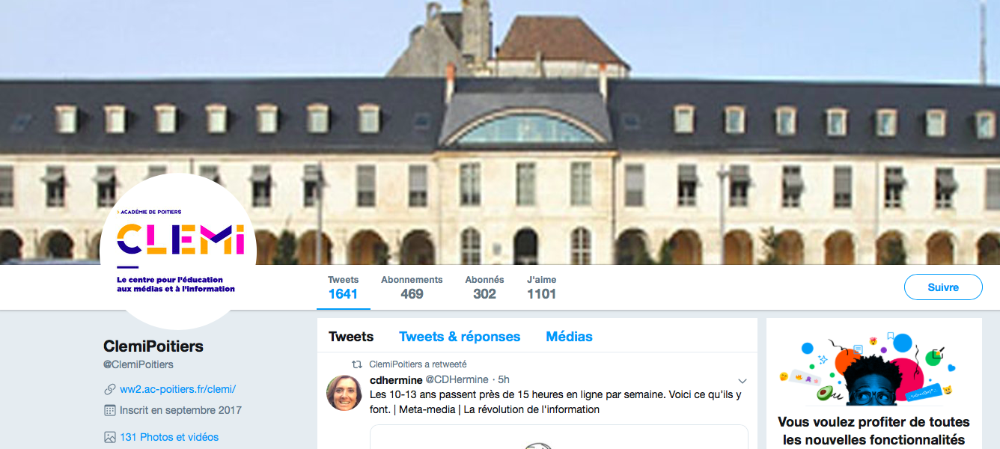 › ACADÉMIE DE POITIERS
CLEMI
Le centre pour l'éducation
aux médias et à l'information
Tweets
1641
Abonnements
469
Abonnés
302
J'aime
1101
Suivre
ClemiPoitiers
@ClemiPoitiers
ww2.ac-poitiers.fr/clemi/
Inscrit en septembre 2017
131 Photos et vidéos
Tweets
Tweets & réponses
Médias
ClemiPoitiers a retweeté
cdhermine @CDHermine · 5h
Les 10-13 ans passent près de 15 heures en ligne par semaine. Voici ce qu'ils y
font. | Meta-media | La révolution de l'information
Vous voulez profiter de toutes
les nouvelles fonctionnalités